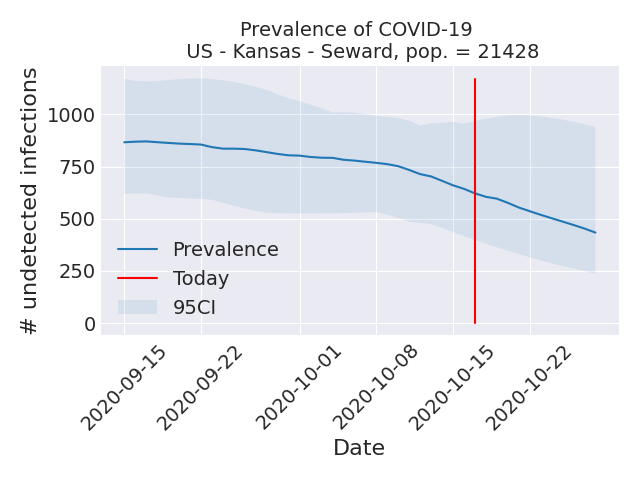 Prevalence of COVID-19
US - Kansas - Seward, pop. = 21428
# undetected infections
1000
750
500
250
0
Prevalence
Today
95CI
2020-09-15
2020-09-22
2020-10-01
2020-10-08
2020-10-15
2020-10-22
Date